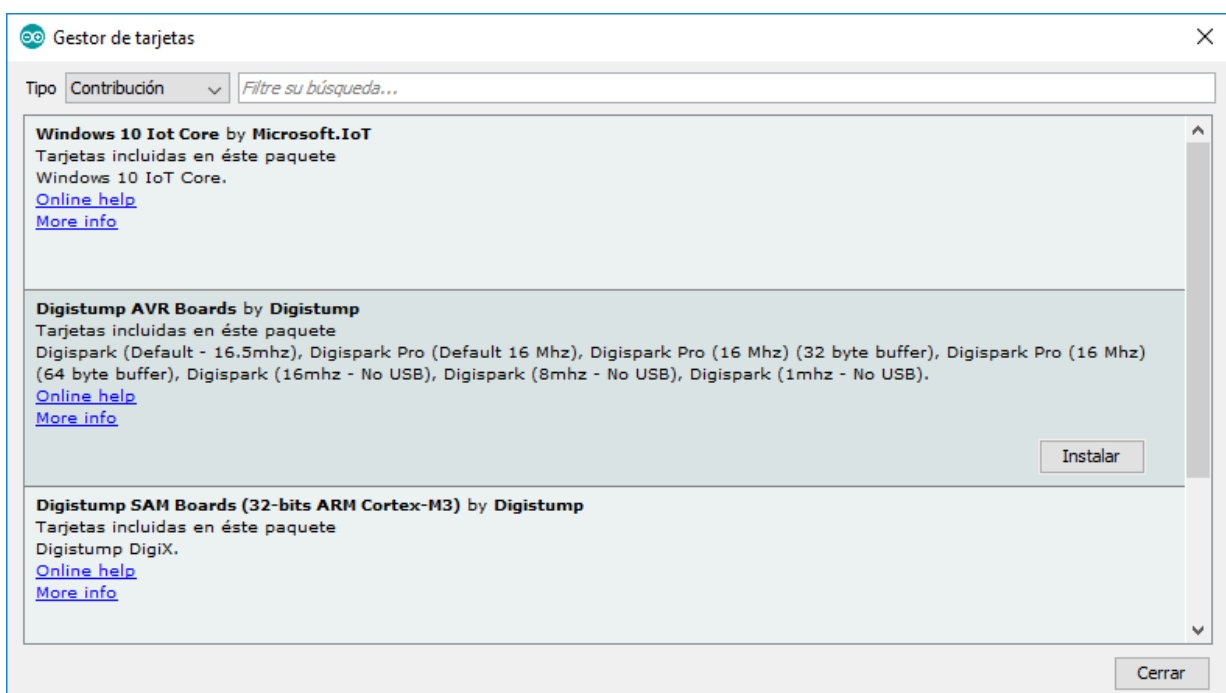 Gestor de tarjetas
Tipo Contribución Filtre su búsqueda...
Windows 10 Iot Core by Microsoft.IoT
Tarjetas incluidas en éste paquete
Windows 10 IoT Core.
Online help
More info
Digistump AVR Boards by Digistump
Tarjetas incluidas en éste paquete
Digispark (Default - 16.5mhz), Digispark Pro (Default 16 Mhz), Digispark Pro (16 Mhz) (32 byte buffer), Digispark Pro (16 Mhz)
(64 byte buffer), Digispark (16mhz - No USB), Digispark (8mhz - No USB), Digispark (1mhz - No USB).
Online help
More info
Instalar
Digistump SAM Boards (32-bits ARM Cortex-M3) by Digistump
Tarjetas incluidas en éste paquete
Digistump DigiX.
Online help
More info
Cerrar